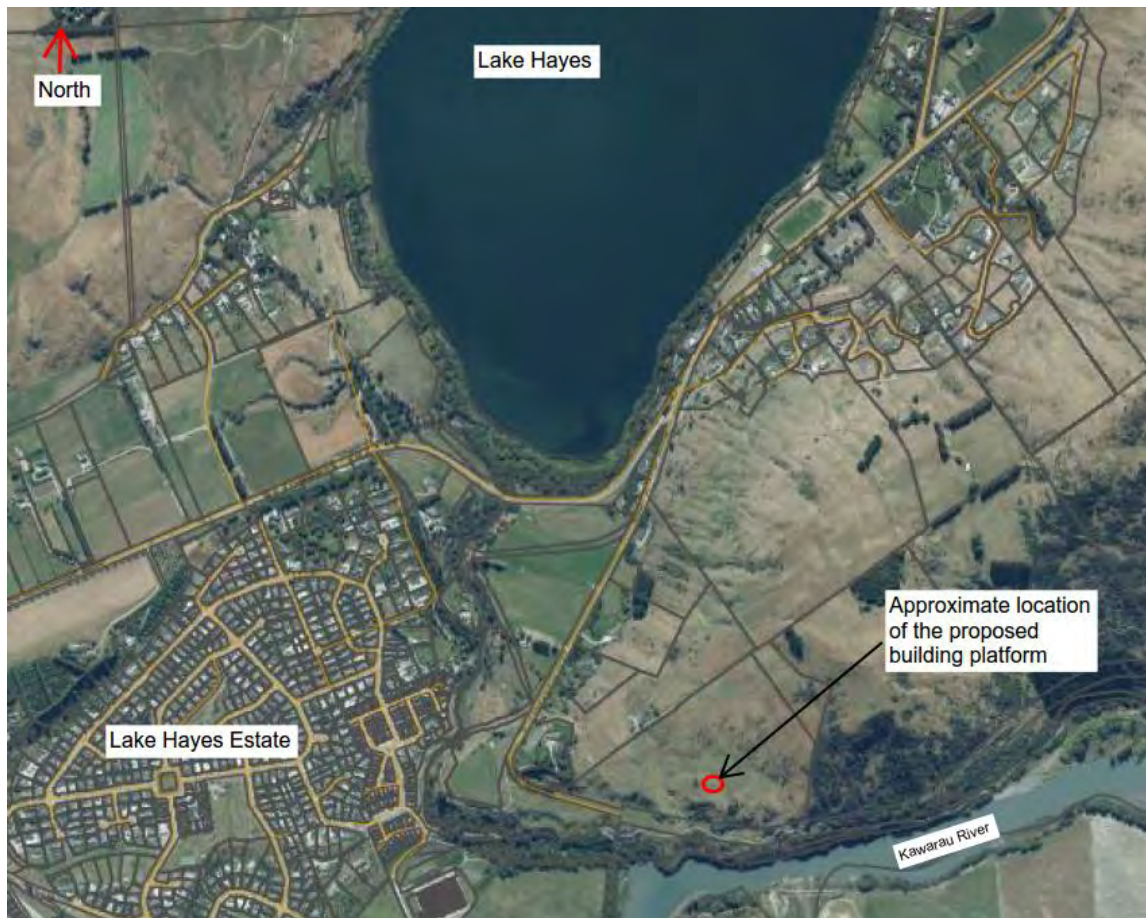 Lake Hayes
North
Approximate location
of the proposed
building platform
Lake Hayes Estate
Kawarau River